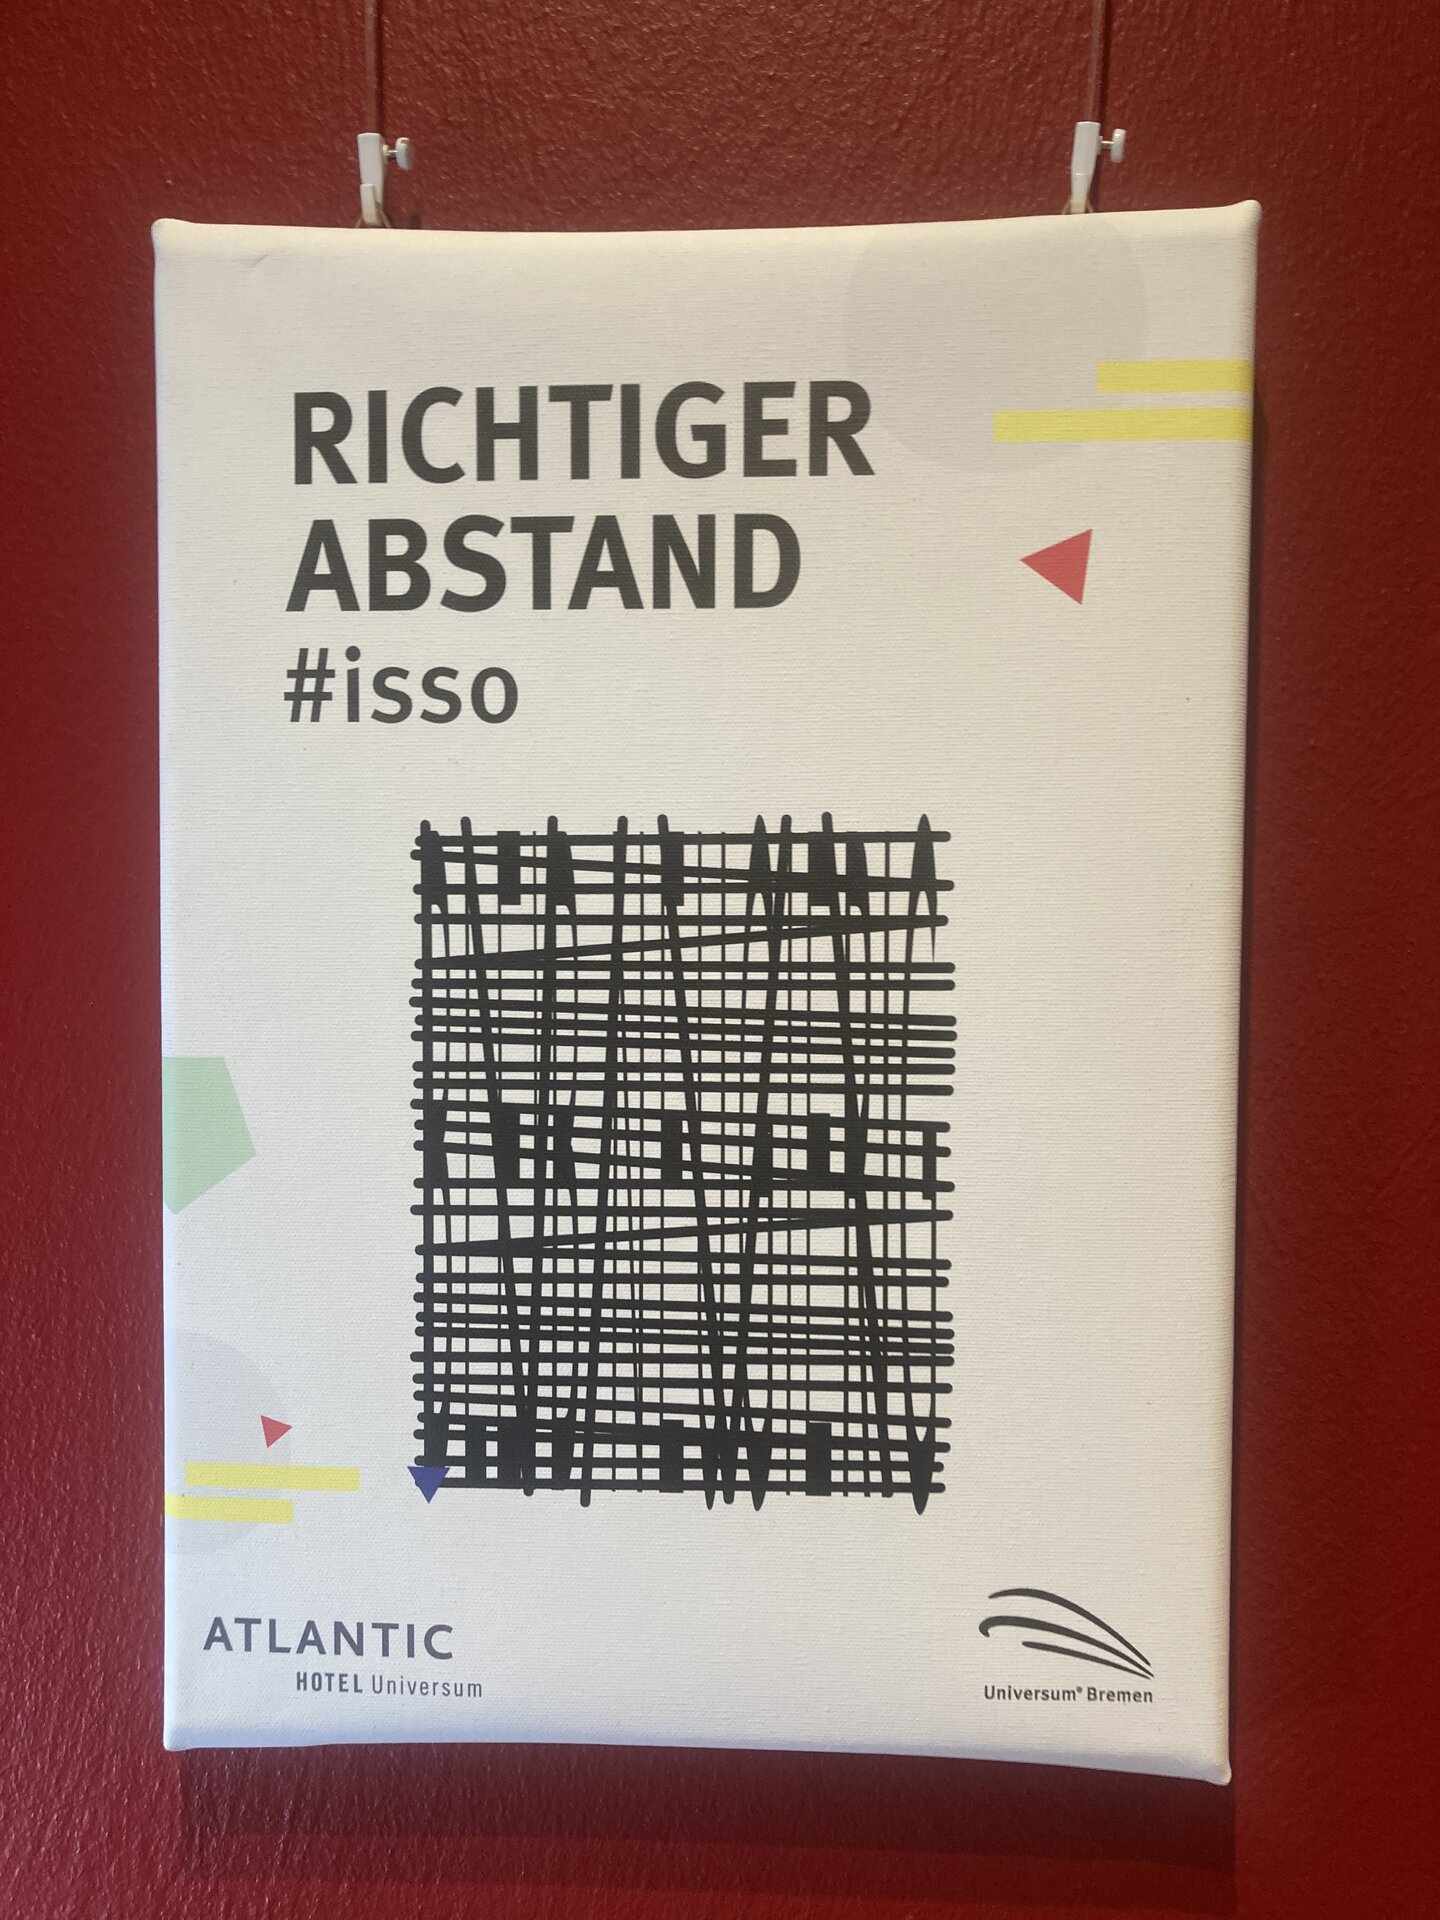 RICHTIGER
ABSTAND
#isso
ATLANTIC
HOTEL Universum
Universum® Bremen